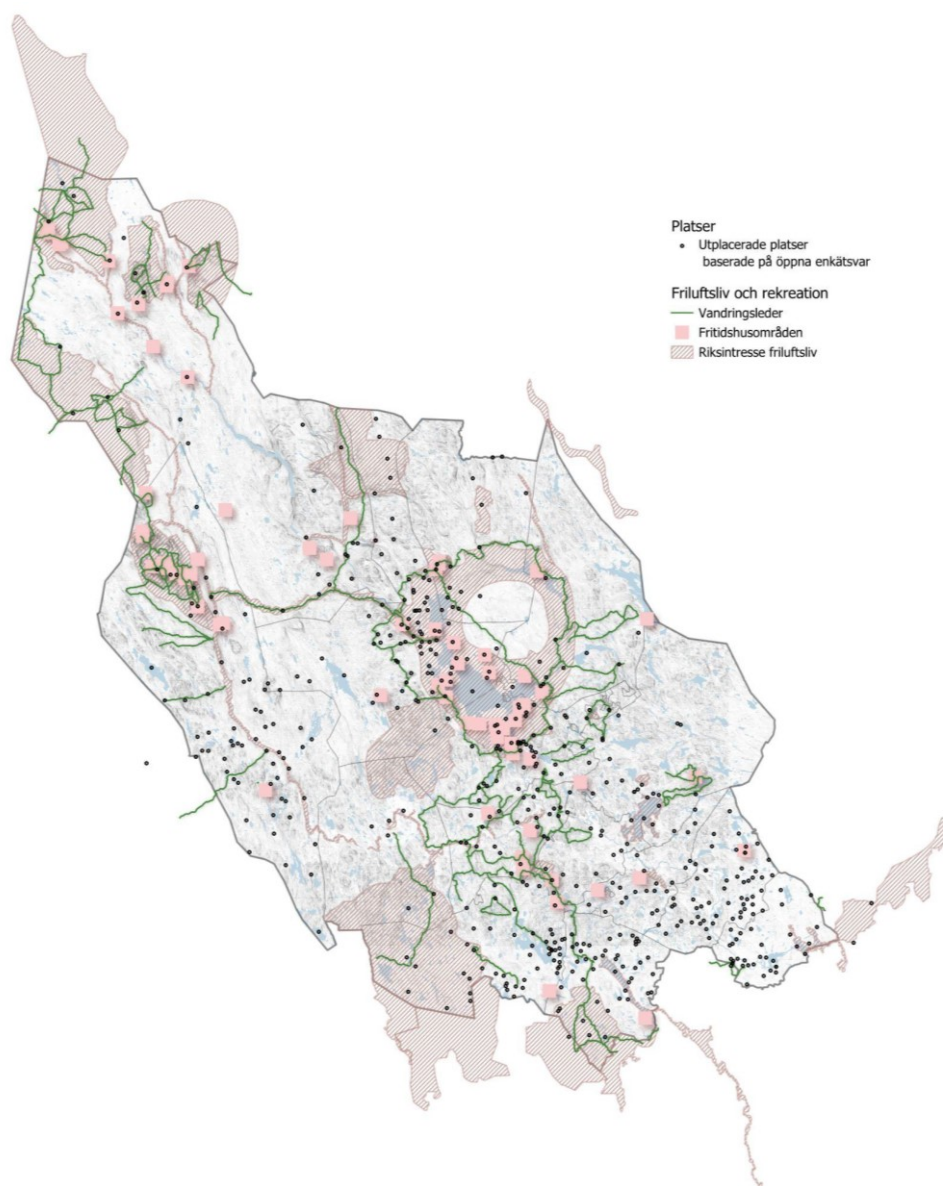 Platser
Utplacerade platser
baserade på öppna enkätsvar
Friluftsliv och rekreation
Vandringsleder
Fritidshusområden
Riksintresse friluftsliv